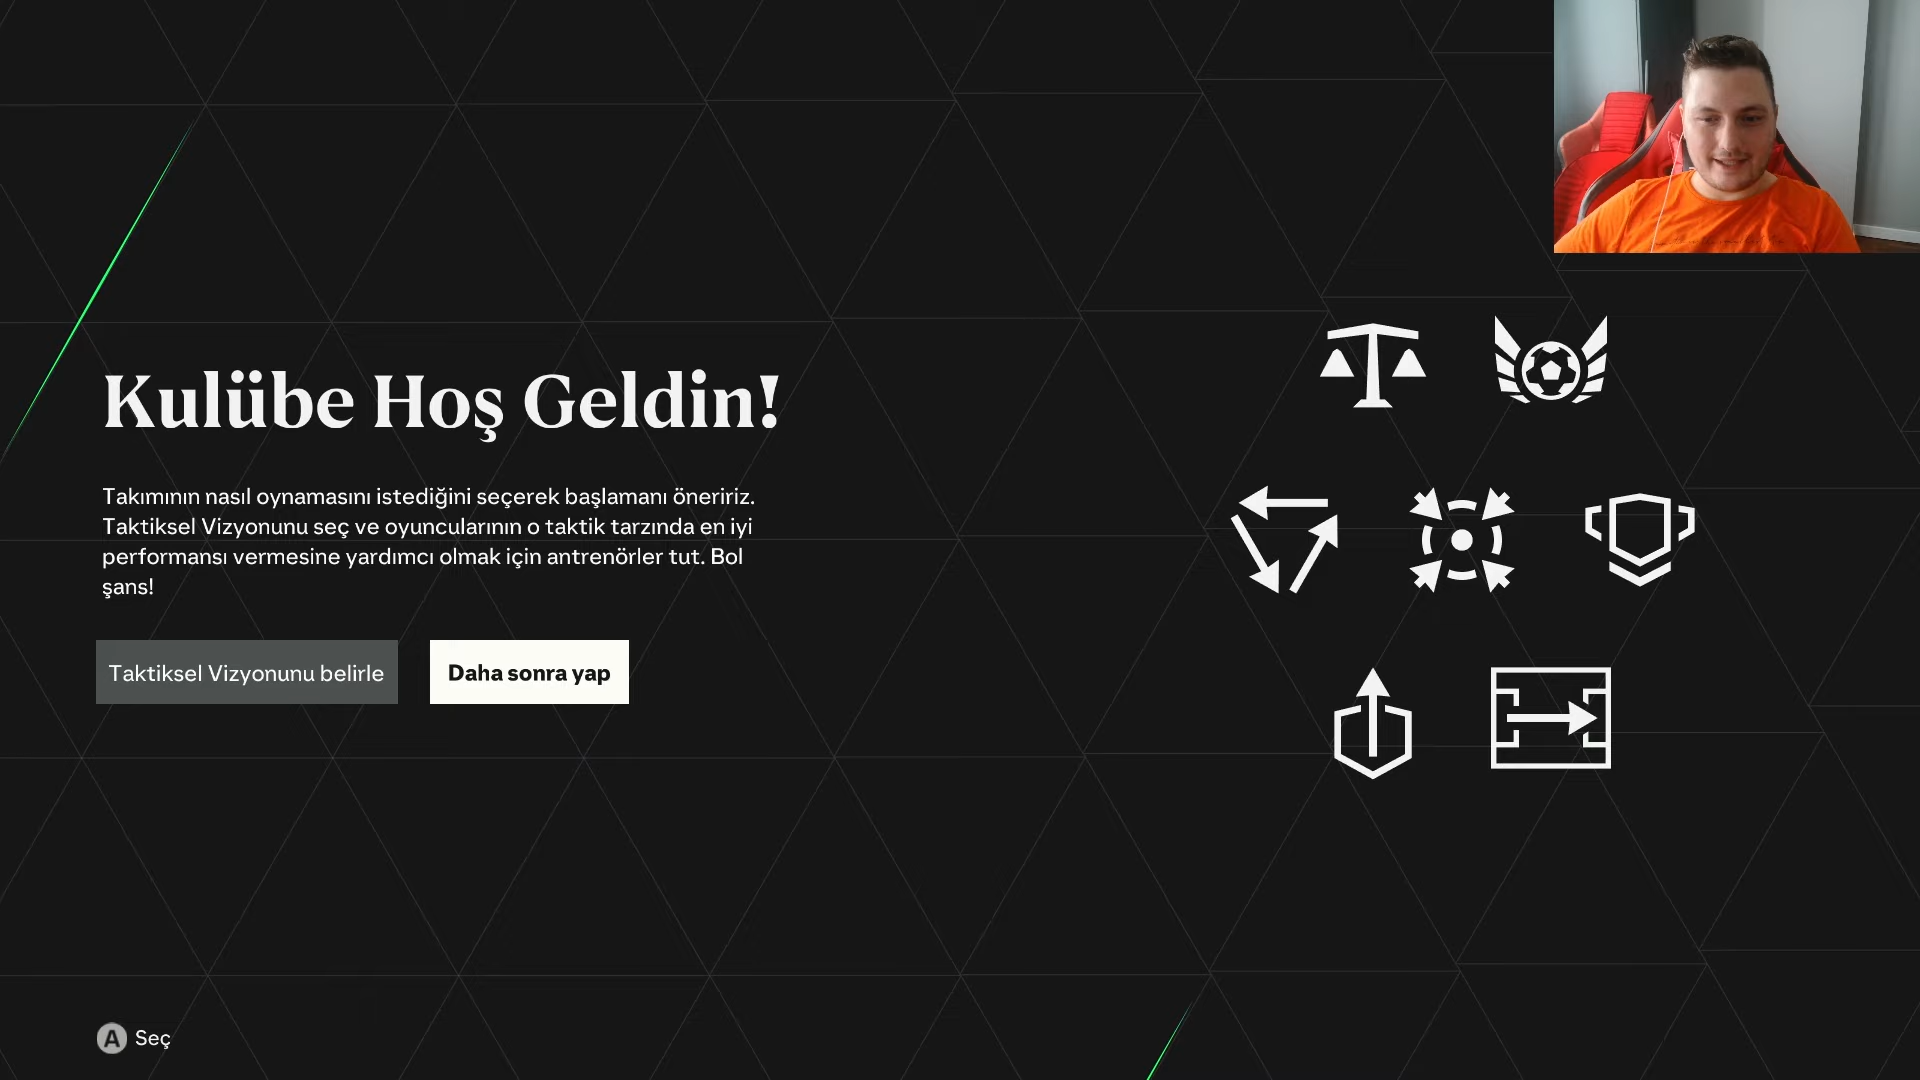 Kulübe Hoş Geldin!
Takımının nasıl oynamasını istediğini seçerek başlamanı öneririz.
Taktiksel Vizyonunu seç ve oyuncularının o taktik tarzında en iyi
performansı vermesine yardımcı olmak için antrenörler tut. Bol
şans!
Taktiksel Vizyonunu belirle
Daha sonra yap
A Seç